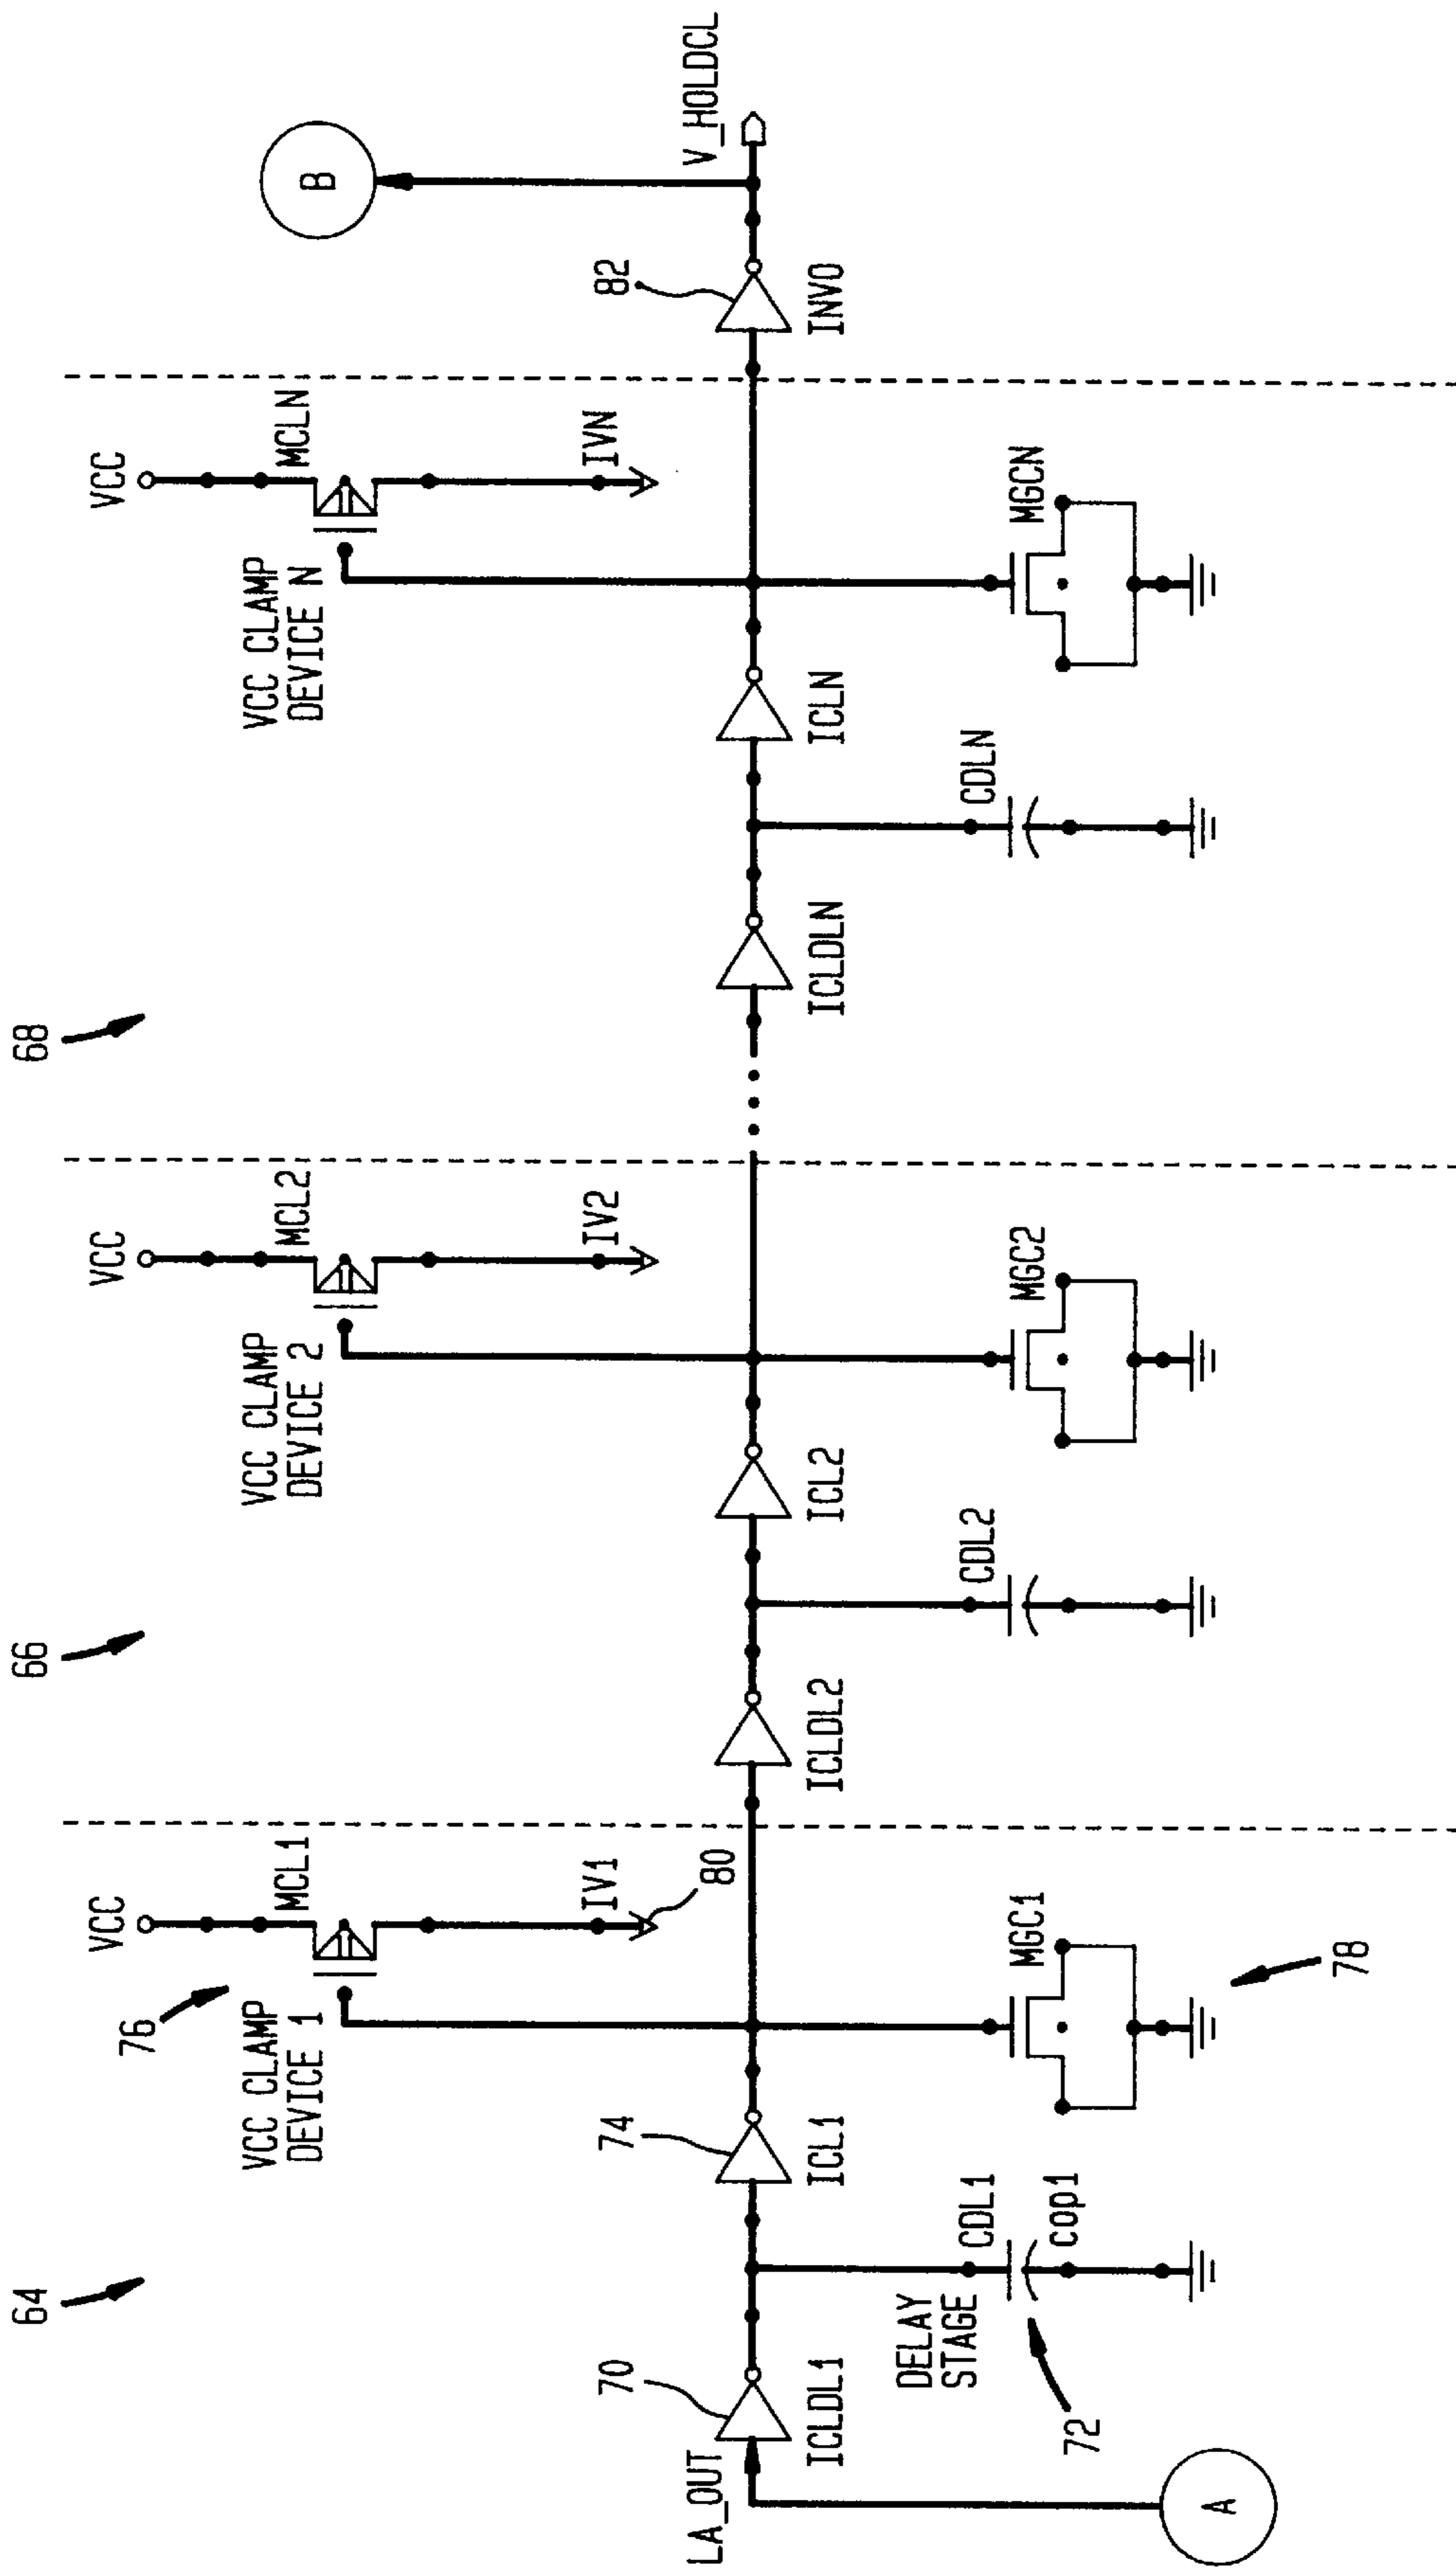 64
66
68
VCC
VCC
VCC
76
MCL1
MCL2
MCLN
B
VCC CLAMP
DEVICE 1
VCC CLAMP
DEVICE 2
VCC CLAMP
DEVICE N
IV1
IV2
IVN
80
70
74
82
LA_OUT
V_HOLDCL
ICLDL1
ICL1
ICLDL2
ICL2
ICLDLN
ICLN
INVO
DELAY
STAGE
CDL1
cop1
MGC1
CDL2
MGC2
CDLN
MGCN
72
A
78